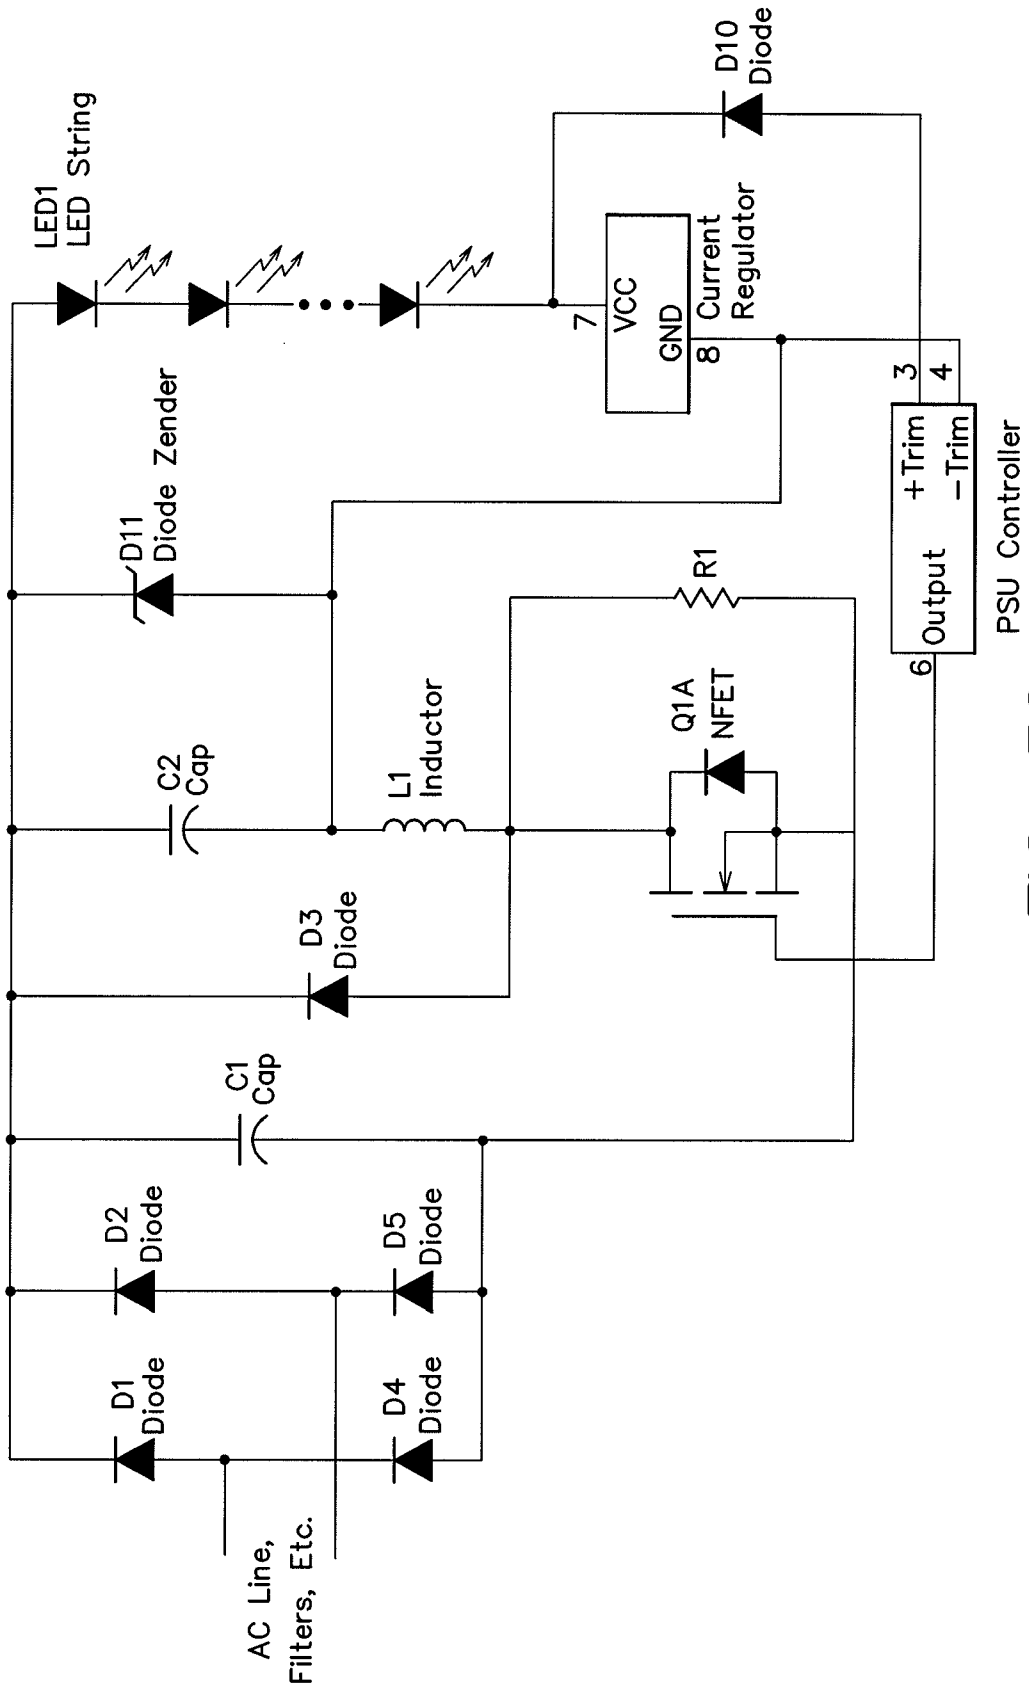 AC Line,
Filters, Etc.
D1
Diode
D4
Diode
D2
Diode
D5
Diode
C1
Cap
D3
Diode
C2
Cap
L1
Inductor
Q1A
NFET
D11
Diode Zender
R1
6
Output
+Trim
-Trim
3
4
PSU Controller
LED1
LED String
7
VCC
GND
8
Current
Regulator
D10
Diode